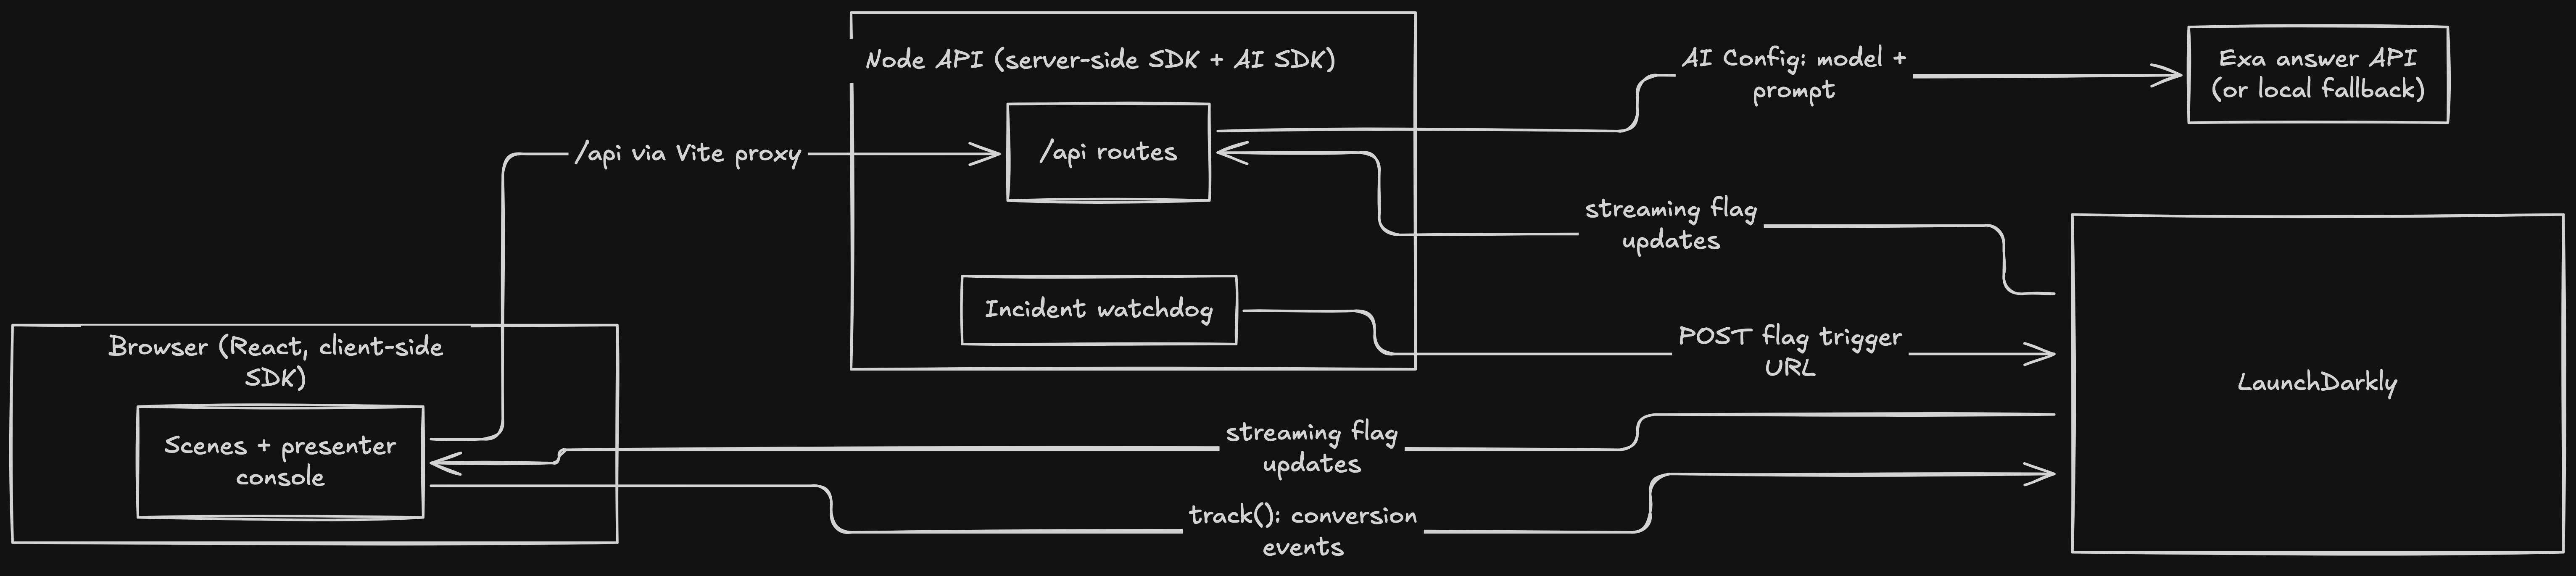 Node API (server-side SDK + AI SDK)
AI Config: model +
prompt
Exa answer API
(or local fallback)
/api via Vite proxy
/api routes
streaming flag
updates
Incident watchdog
POST flag trigger
URL
LaunchDarkly
Browser (React, client-side
SDK)
Scenes + presenter
console
streaming flag
updates
track(): conversion
events